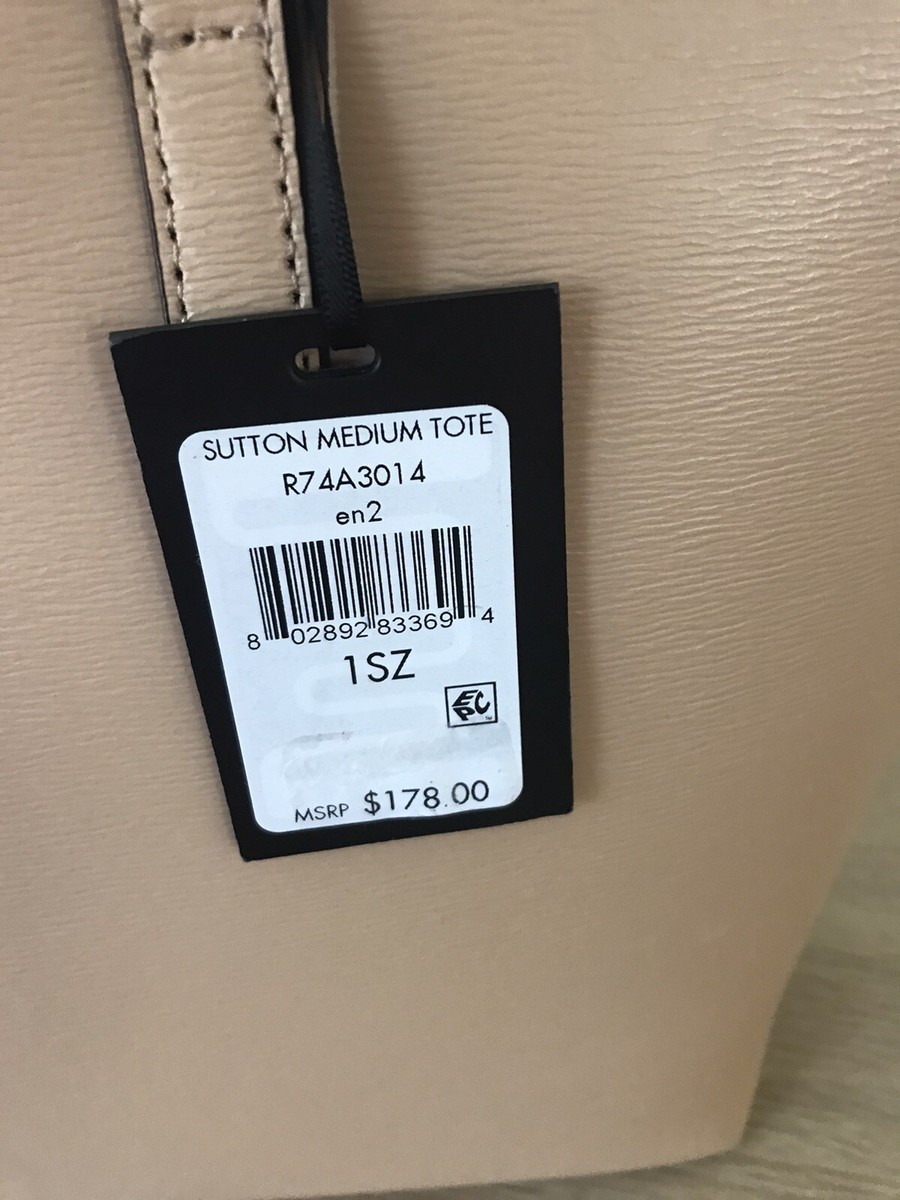 SUTTON MEDIUM TOTE
R74A3014
en2
8 02892 83369 4
1SZ
EPC
MSRP $178.00